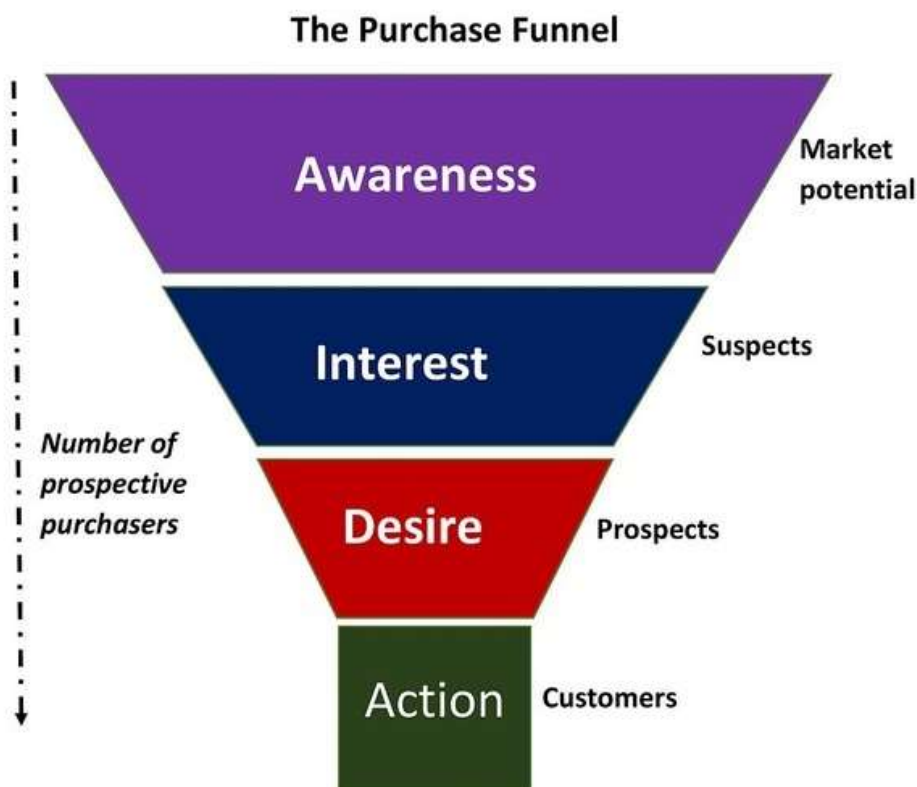 The Purchase Funnel
Awareness
Market
potential
Interest
Suspects
Number of
prospective
purchasers
Desire
Prospects
Action
Customers